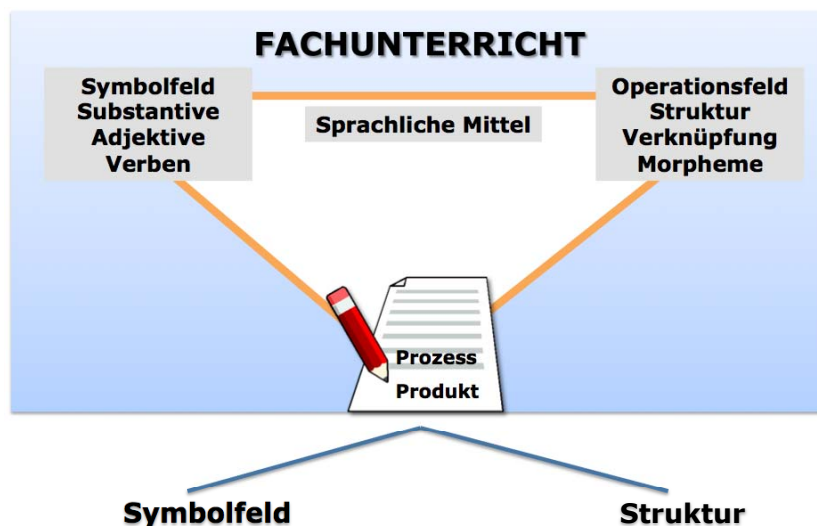 FACHUNTERRICHT
Symbolfeld
Substantive
Adjektive
Verben
Sprachliche Mittel
Operationsfeld
Struktur
Verknüpfung
Morpheme
Prozess
Produkt
Symbolfeld
Struktur